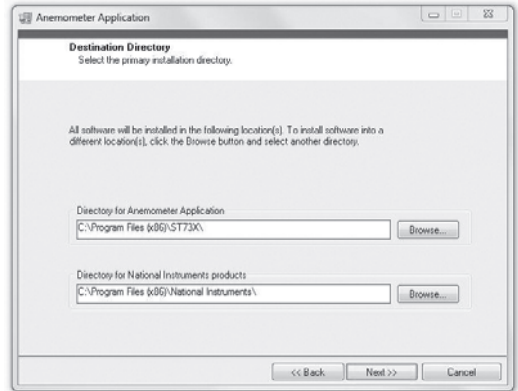 Anemometer Application
Destination Directory
Select the primary installation directory.
All software will be installed in the following location(s). To install software into a
different location(s), click the Browse button and select another directory.
Directory for Anemometer Application
C:\Program Files (x86)\ST73X\
Browse...
Directory for National Instruments products
C:\Program Files (x86)\National Instruments\
Browse...
<< Back
Next >>
Cancel